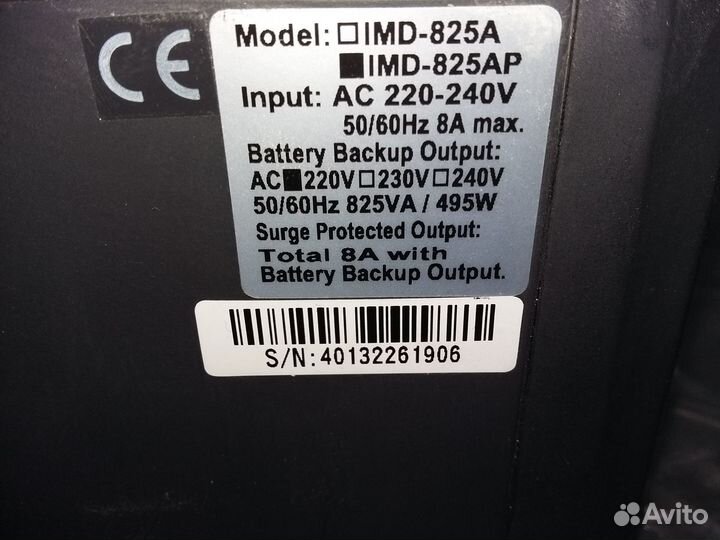 CE
Model: □IMD-825A
■IMD-825AP
Input: AC 220-240V
50/60Hz 8A max.
Battery Backup Output:
AC■220V□230V□240V
50/60Hz 825VA / 495W
Surge Protected Output:
Total 8A with
Battery Backup Output.
S/N:40132261906
Avito